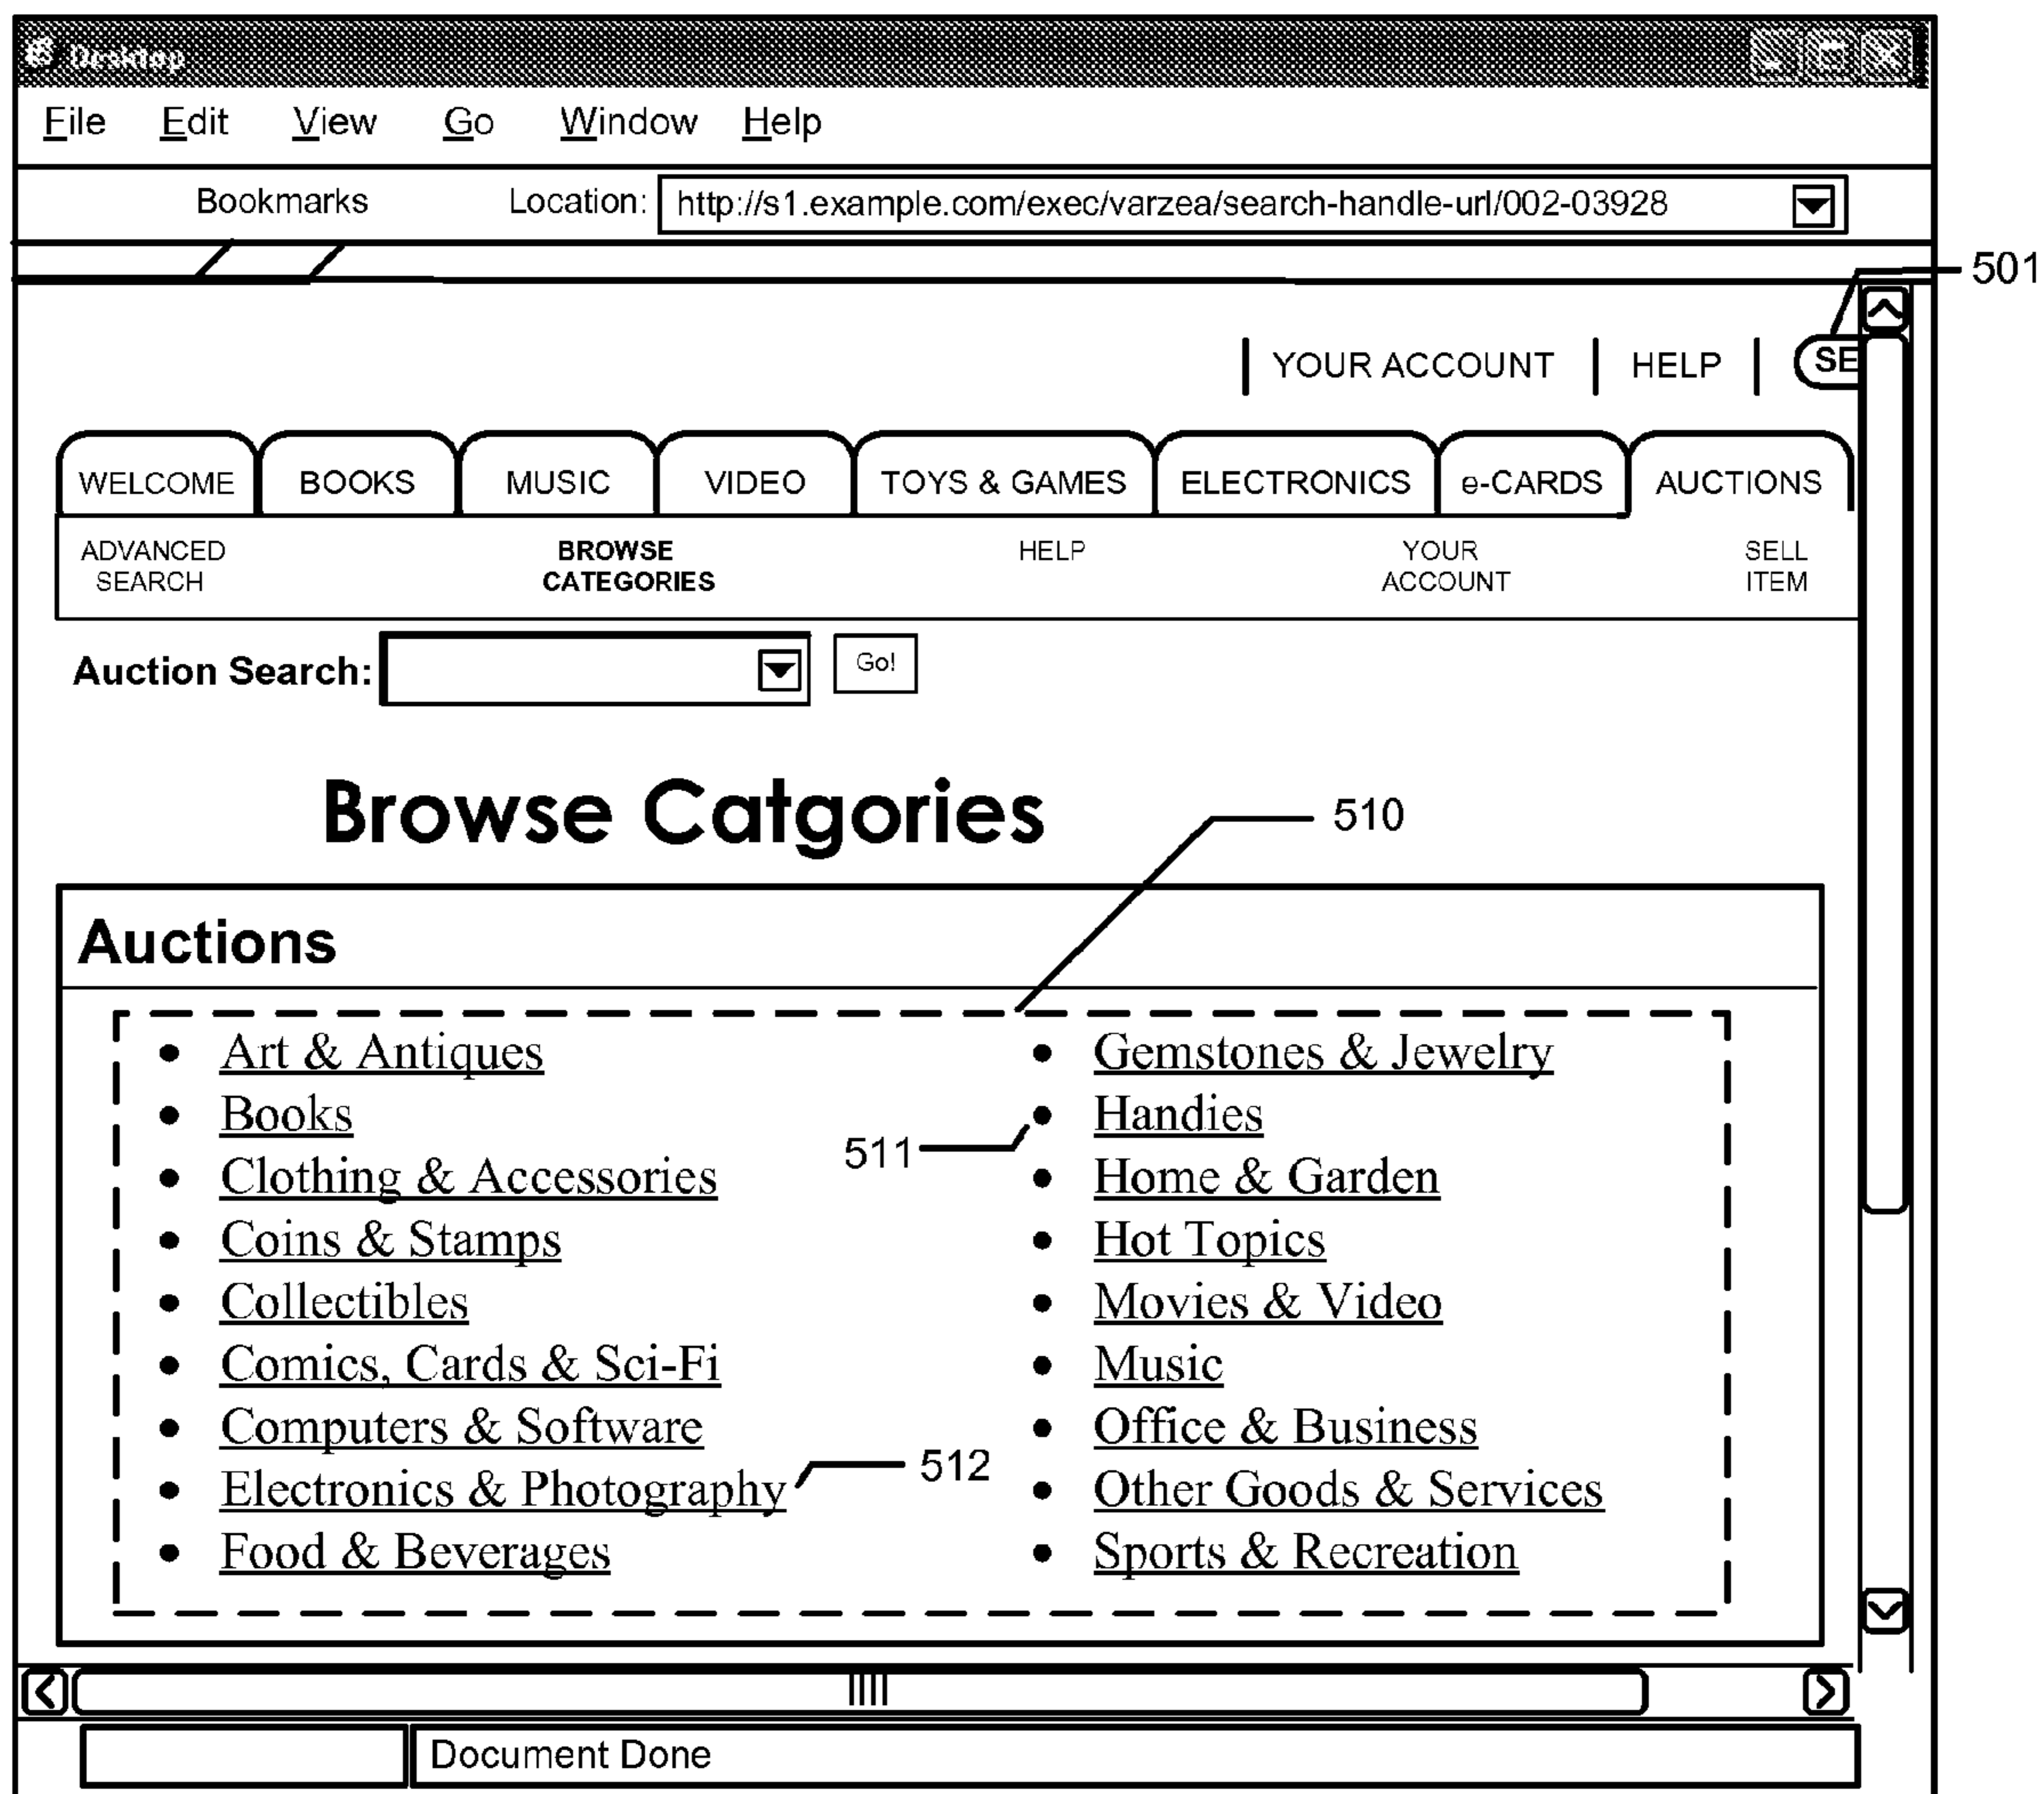 Desktop
File Edit View Go Window Help
Bookmarks Location: http://s1.example.com/exec/varzea/search-handle-url/002-03928
501
YOUR ACCOUNT HELP SE
WELCOME BOOKS MUSIC VIDEO TOYS & GAMES ELECTRONICS e-CARDS AUCTIONS
ADVANCED SEARCH BROWSE CATEGORIES HELP YOUR ACCOUNT SELL ITEM
Auction Search: Go!
Browse Catgories
510
Auctions
• Art & Antiques
• Books
• Clothing & Accessories
• Coins & Stamps
• Collectibles
• Comics, Cards & Sci-Fi
• Computers & Software
• Electronics & Photography
512
• Food & Beverages
• Gemstones & Jewelry
511
• Handies
• Home & Garden
• Hot Topics
• Movies & Video
• Music
• Office & Business
• Other Goods & Services
• Sports & Recreation
Document Done